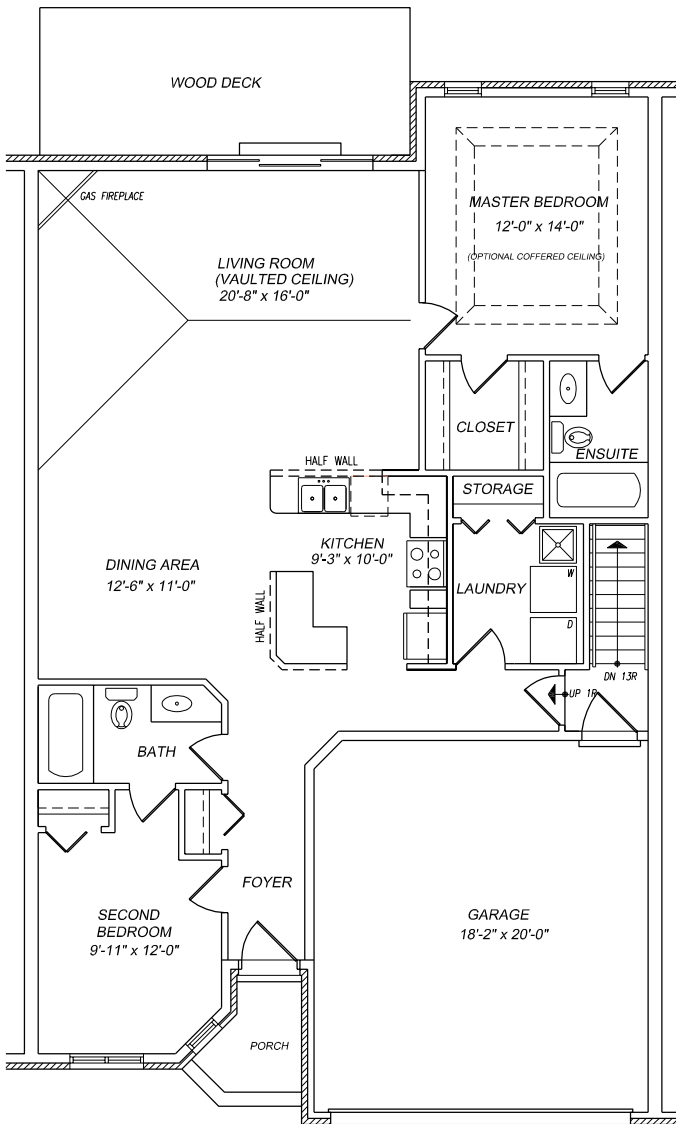 WOOD DECK
GAS FIREPLACE
MASTER BEDROOM
12'-0" x 14'-0"
(OPTIONAL COFFERED CEILING)
LIVING ROOM
(VAULTED CEILING)
20'-8" x 16'-0"
CLOSET
ENSUITE
HALF WALL
STORAGE
KITCHEN
9'-3" x 10'-0"
DINING AREA
12'-6" x 11'-0"
LAUNDRY
W
D
HALF WALL
DN 13R
UP 1R
BATH
FOYER
SECOND
BEDROOM
9'-11" x 12'-0"
GARAGE
18'-2" x 20'-0"
PORCH